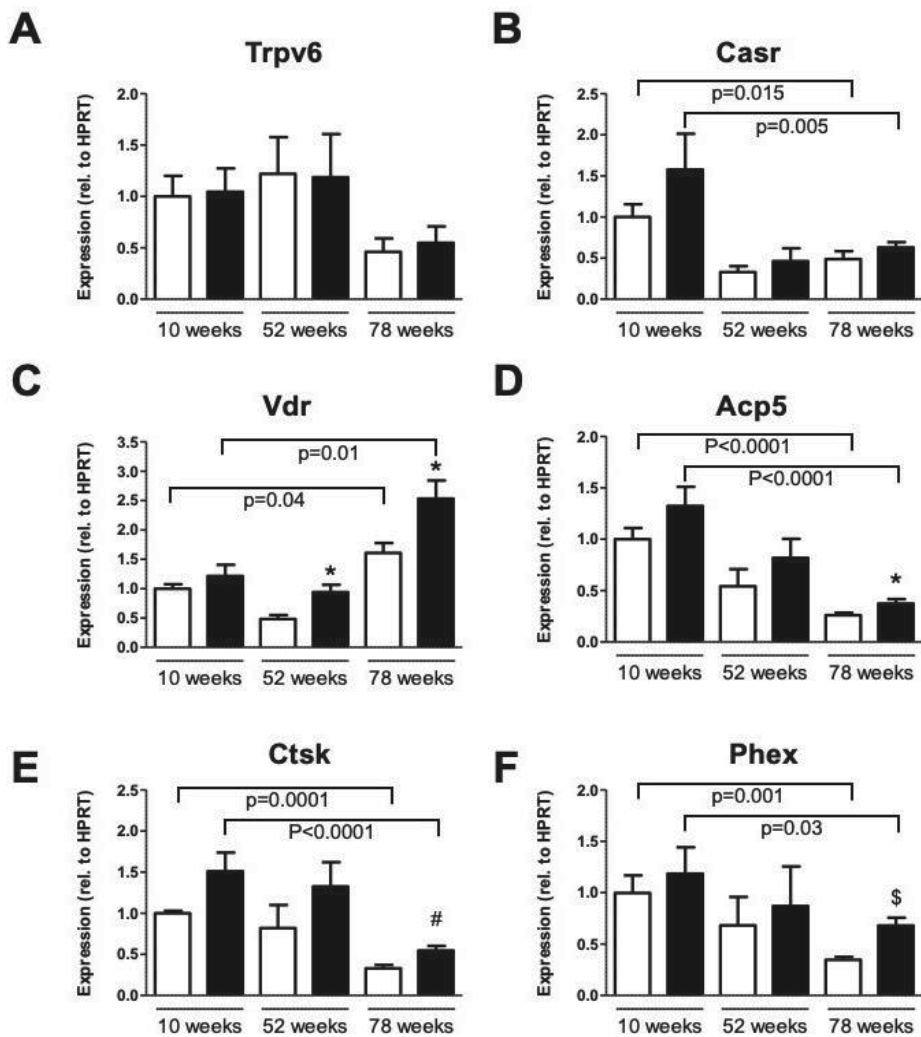 A
Trpv6
Expression (rel. to HPRT)
2.0
1.5
1.0
0.5
0.0
10 weeks 52 weeks 78 weeks
B
Casr
Expression (rel. to HPRT)
2.5
2.0
1.5
1.0
0.5
0.0
p=0.015
p=0.005
10 weeks 52 weeks 78 weeks
C
Vdr
Expression (rel. to HPRT)
3.5
3.0
2.5
2.0
1.5
1.0
0.5
0.0
p=0.01
p=0.04
*
*
10 weeks 52 weeks 78 weeks
D
Acp5
Expression (rel. to HPRT)
2.0
1.5
1.0
0.5
0.0
P<0.0001
P<0.0001
*
10 weeks 52 weeks 78 weeks
E
Ctsk
Expression (rel. to HPRT)
2.5
2.0
1.5
1.0
0.5
0.0
p=0.0001
P<0.0001
#
10 weeks 52 weeks 78 weeks
F
Phex
Expression (rel. to HPRT)
2.0
1.5
1.0
0.5
0.0
p=0.001
p=0.03
$
10 weeks 52 weeks 78 weeks